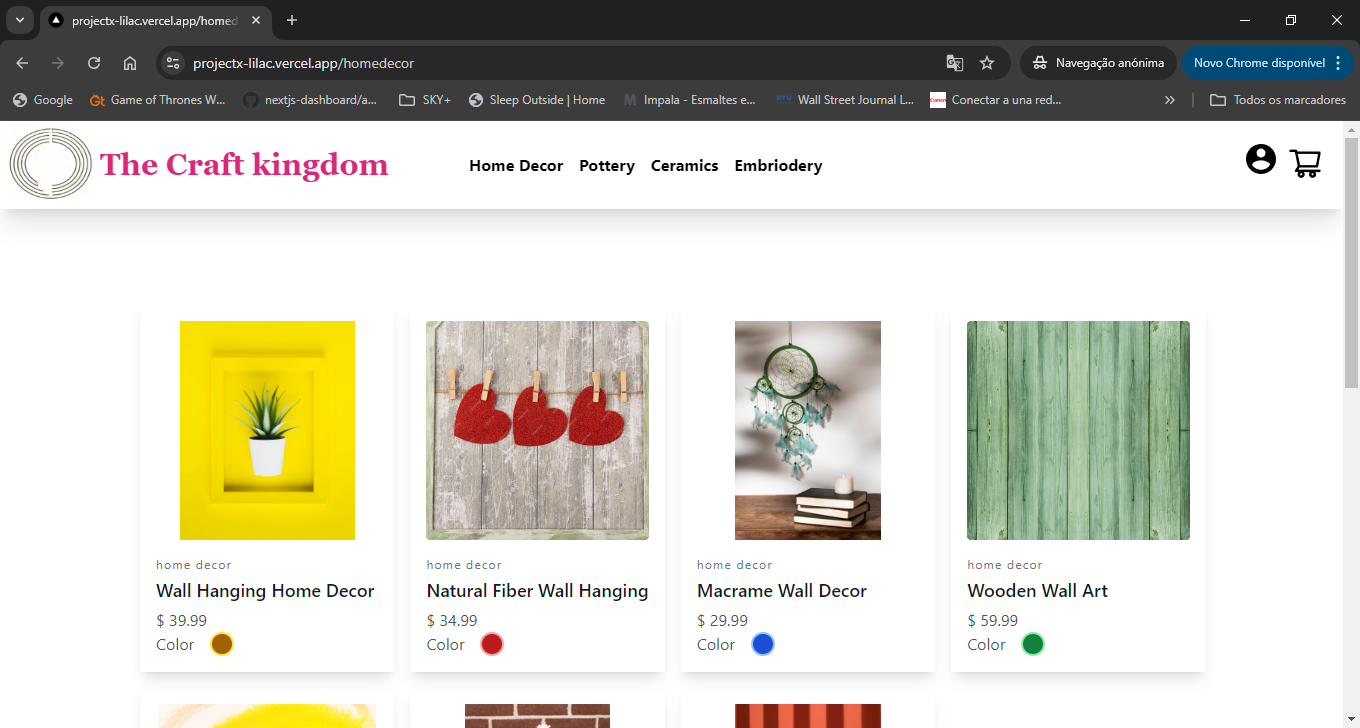 projectx-lilac.vercel.app/homed
projectx-lilac.vercel.app/homedecor
Navegação anónima
Novo Chrome disponível
Google
Game of Thrones W...
nextjs-dashboard/a...
SKY+
Sleep Outside | Home
Impala - Esmaltes e...
Wall Street Journal L...
Conectar a una red...
Todos os marcadores
The Craft kingdom
Home Decor
Pottery
Ceramics
Embriodery
home decor
Wall Hanging Home Decor
$ 39.99
Color
home decor
Natural Fiber Wall Hanging
$ 34.99
Color
home decor
Macrame Wall Decor
$ 29.99
Color
home decor
Wooden Wall Art
$ 59.99
Color